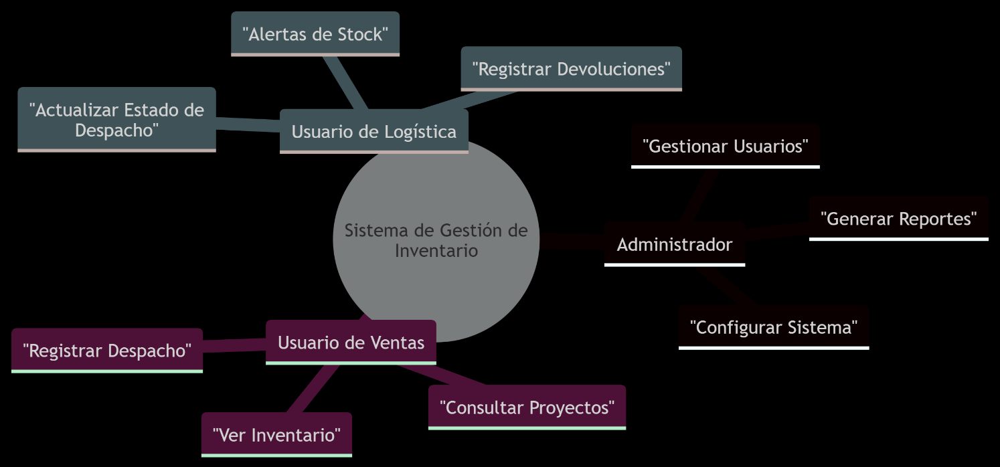 "Alertas de Stock"
"Registrar Devoluciones"
"Actualizar Estado de
Despacho"
Usuario de Logística
"Gestionar Usuarios"
"Generar Reportes"
Sistema de Gestión de
Inventario
Administrador
"Configurar Sistema"
Usuario de Ventas
"Registrar Despacho"
"Consultar Proyectos"
"Ver Inventario"